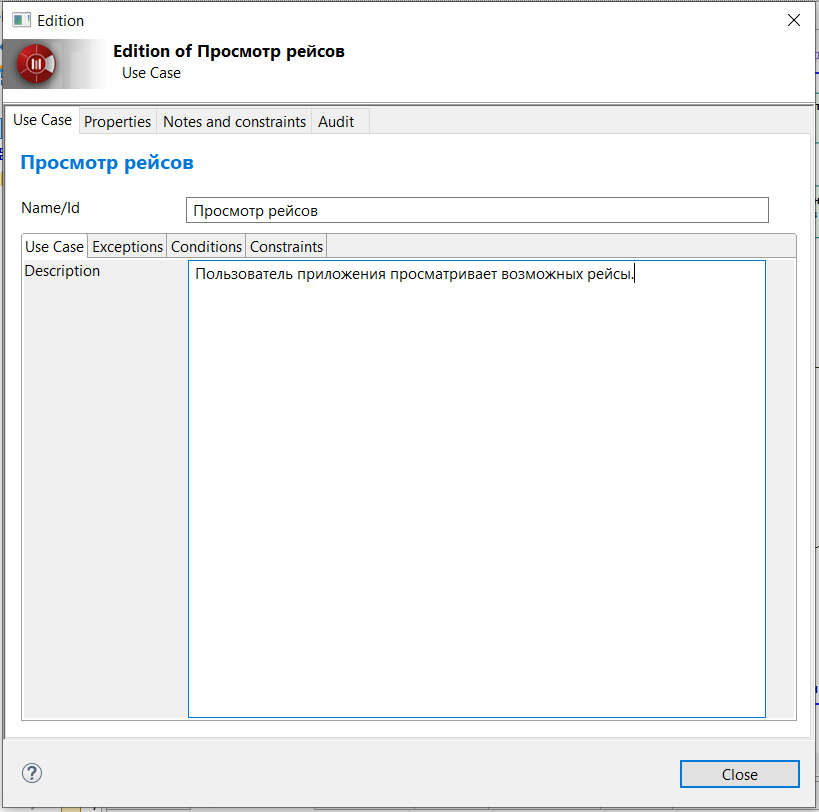 Edition
Edition of Просмотр рейсов
Use Case
Use Case Properties Notes and constraints Audit
Просмотр рейсов
Name/Id Просмотр рейсов
Use Case Exceptions Conditions Constraints
Description Пользователь приложения просматривает возможных рейсы.
?
Close